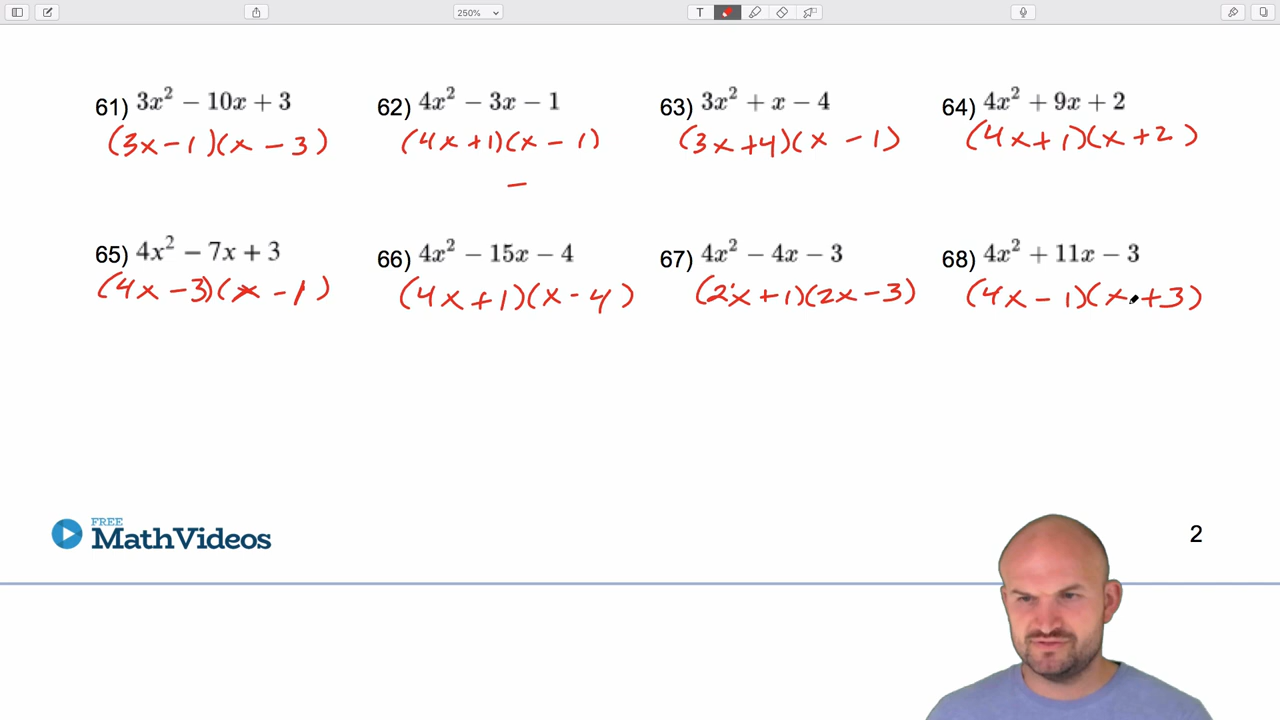 250%
T
61) 3x² − 10x + 3 62) 4x² − 3x − 1 63) 3x² + x − 4 64) 4x² + 9x + 2
(3x − 1)(x − 3) (4x + 1)(x − 1) (3x + 4)(x − 1) (4x + 1)(x + 2)
−
65) 4x² − 7x + 3 66) 4x² − 15x − 4 67) 4x² − 4x − 3 68) 4x² + 11x − 3
(4x − 3)(x − 1) (4x + 1)(x − 4) (2x + 1)(2x − 3) (4x − 1)(x + 3)
FREE
MathVideos
2